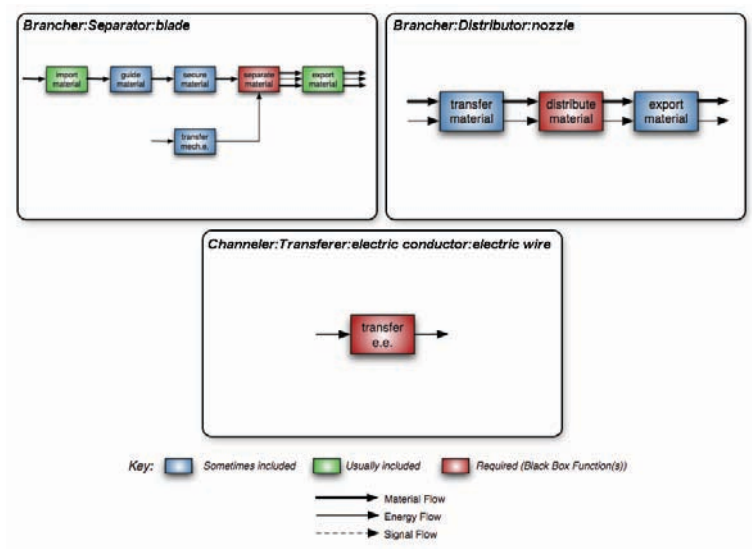 Brancher:Separator:blade
import
material
guide
material
secure
material
separate
material
export
material
transfer
mech.e.
Brancher:Distributor:nozzle
transfer
material
distribute
material
export
material
Channeler:Transferer:electric conductor:electric wire
transfer
e.e.
Key:
Sometimes included
Usually included
Required (Black Box Function(s))
Material Flow
Energy Flow
Signal Flow